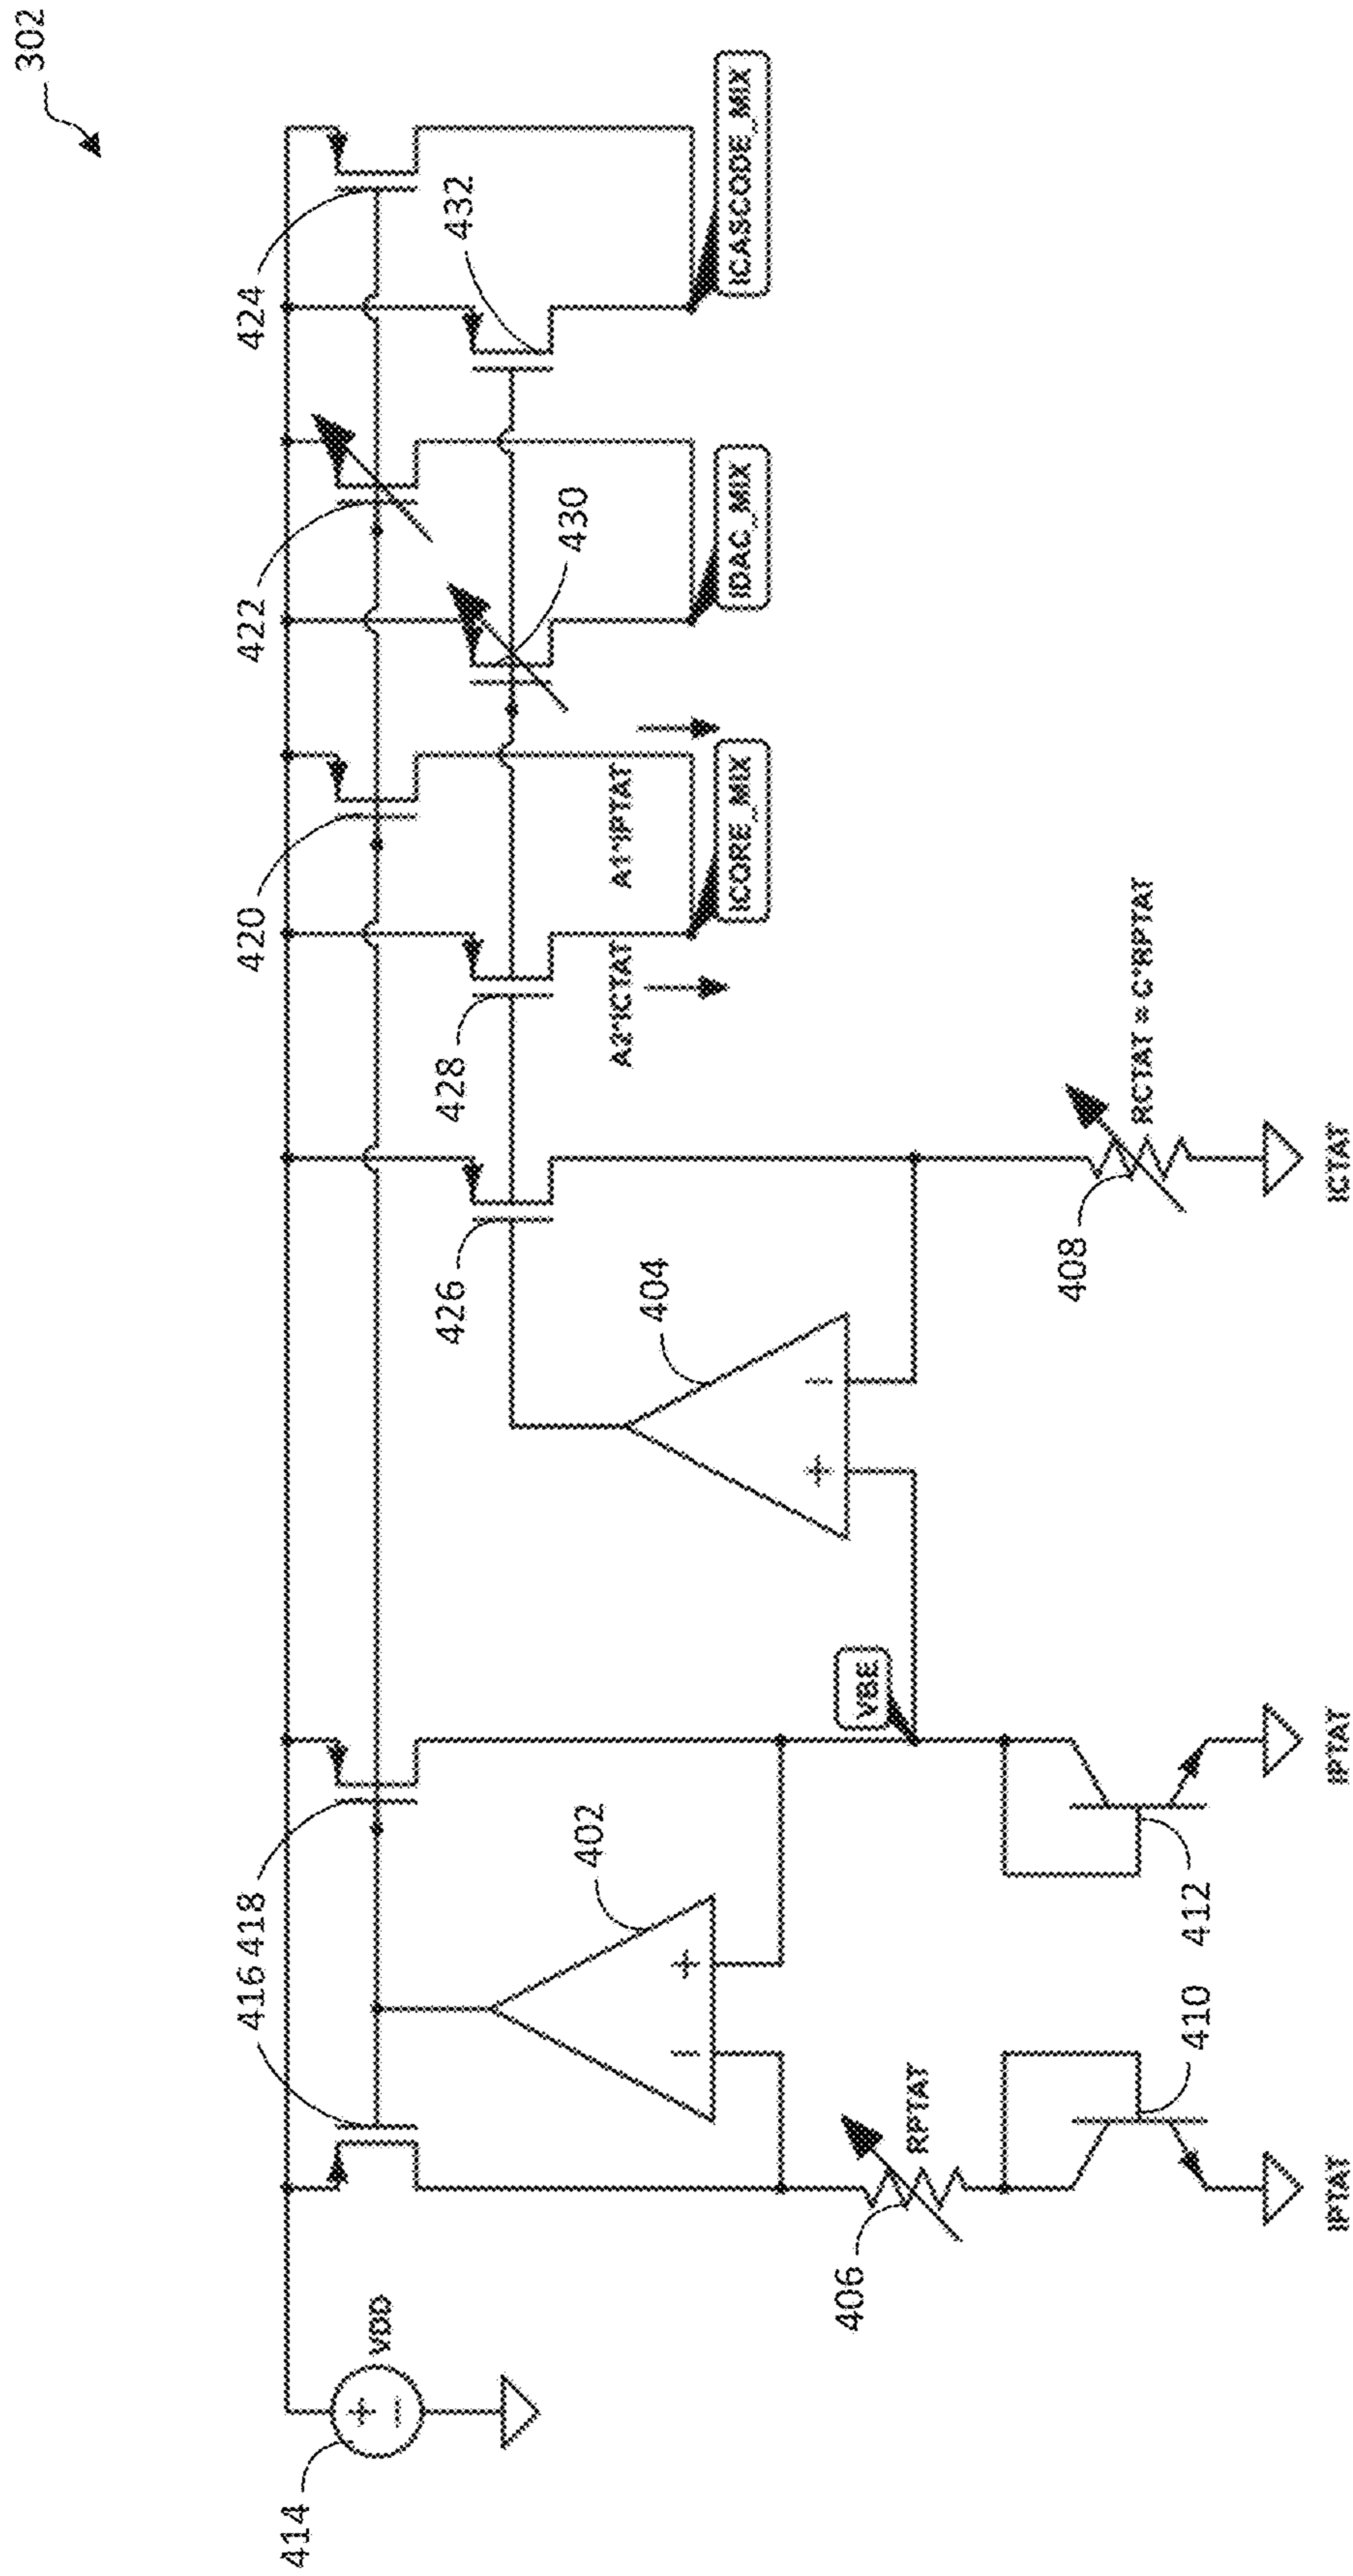 302
414
VDD
416
418
420
422
424
426
428
430
432
402
- +
404
+ -
A2*ICTAT
A1*IPTAT
ICORE_MIX
IDAC_MIX
ICASCODE_MIX
VBE
406
RPTAT
410
412
408
RCTAT = C*RPTAT
IPTAT
IPTAT
ICTAT